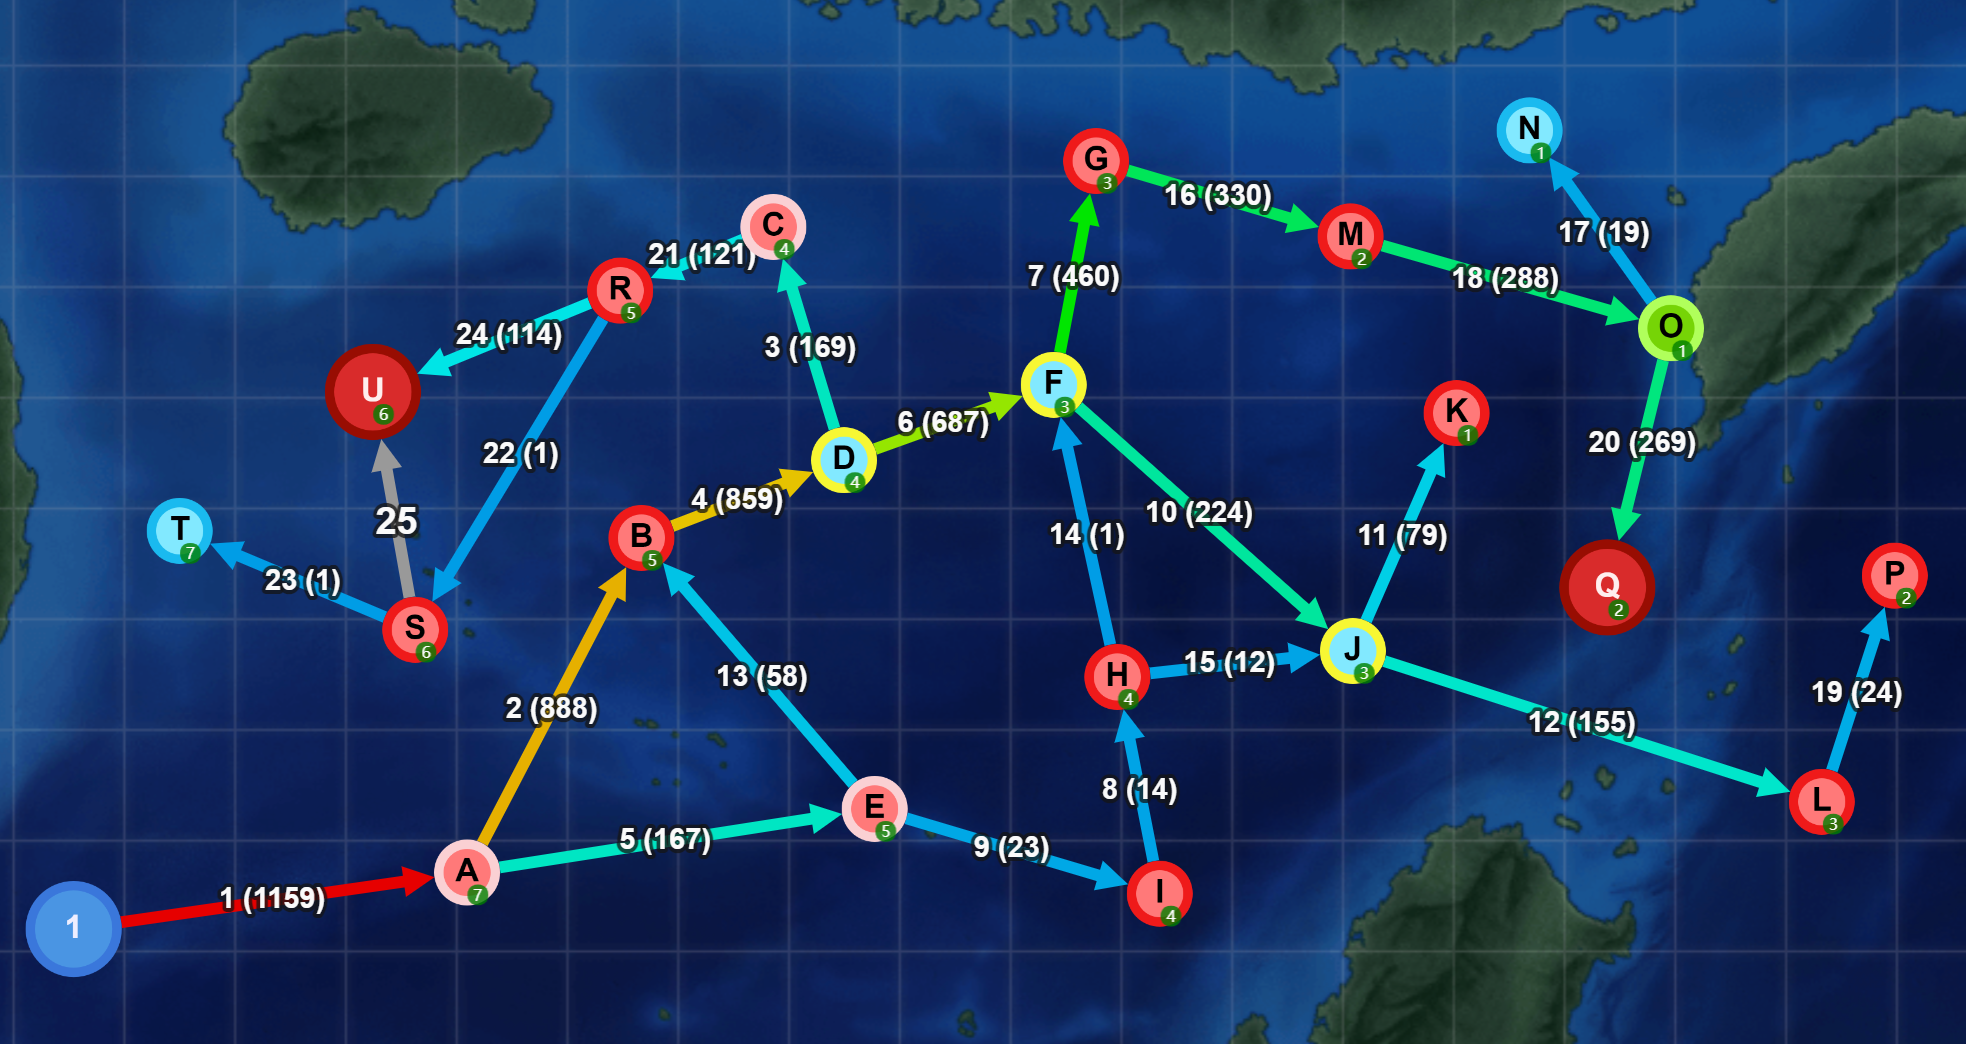 N
1
G
3
16 (330)
M
2
17 (19)
C
4
21 (121)
R
5
7 (460)
18 (288)
O
1
24 (114)
3 (169)
U
6
F
3
K
1
6 (687)
20 (269)
22 (1)
D
4
4 (859)
10 (224)
25
T
7
B
5
14 (1)
11 (79)
23 (1)
Q
2
P
2
S
6
13 (58)
H
4
15 (12)
J
3
19 (24)
2 (888)
12 (155)
8 (14)
L
3
E
5
5 (167)
9 (23)
A
7
1 (1159)
I
4
1